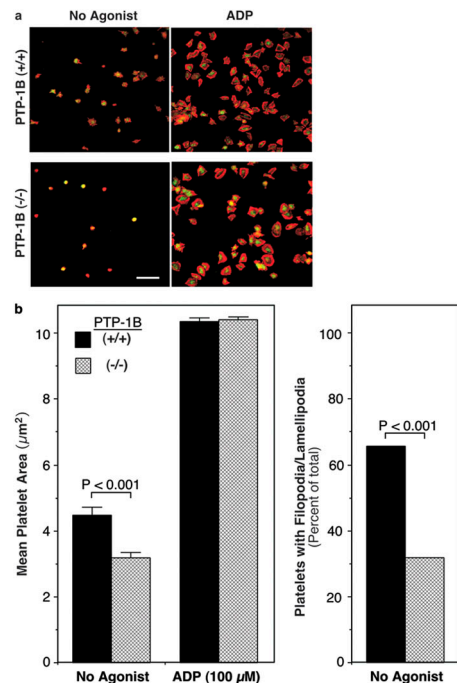 a
No Agonist
ADP
PTP-1B (+/+)
PTP-1B (-/-)
b
Mean Platelet Area (μm²)
10
8
6
4
2
0
PTP-1B
(+/+)
(-/-)
P < 0.001
No Agonist
ADP (100 μM)
Platelets with Filopodia/Lamellipodia
(Percent of total)
100
80
60
40
20
0
P < 0.001
No Agonist